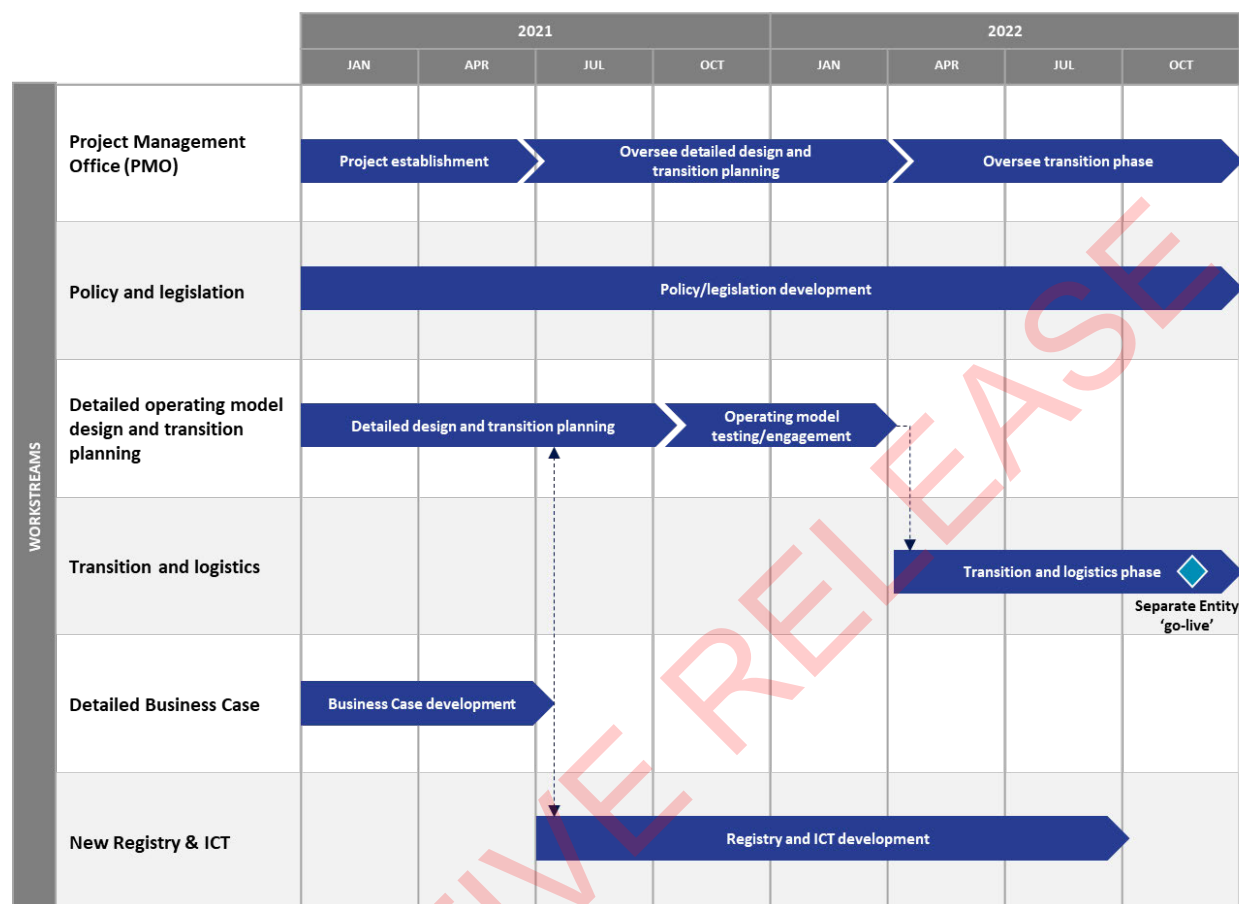 2021
2022
JAN
APR
JUL
OCT
JAN
APR
JUL
OCT
WORKSTREAMS
Project Management
Office (PMO)
Project establishment
Oversee detailed design and
transition planning
Oversee transition phase
Policy and legislation
Policy/legislation development
Detailed operating model
design and transition
planning
Detailed design and transition planning
Operating model
testing/engagement
Transition and logistics
Transition and logistics phase
Separate Entity
‘go-live’
Detailed Business Case
Business Case development
New Registry & ICT
Registry and ICT development
TIVE RELEASE